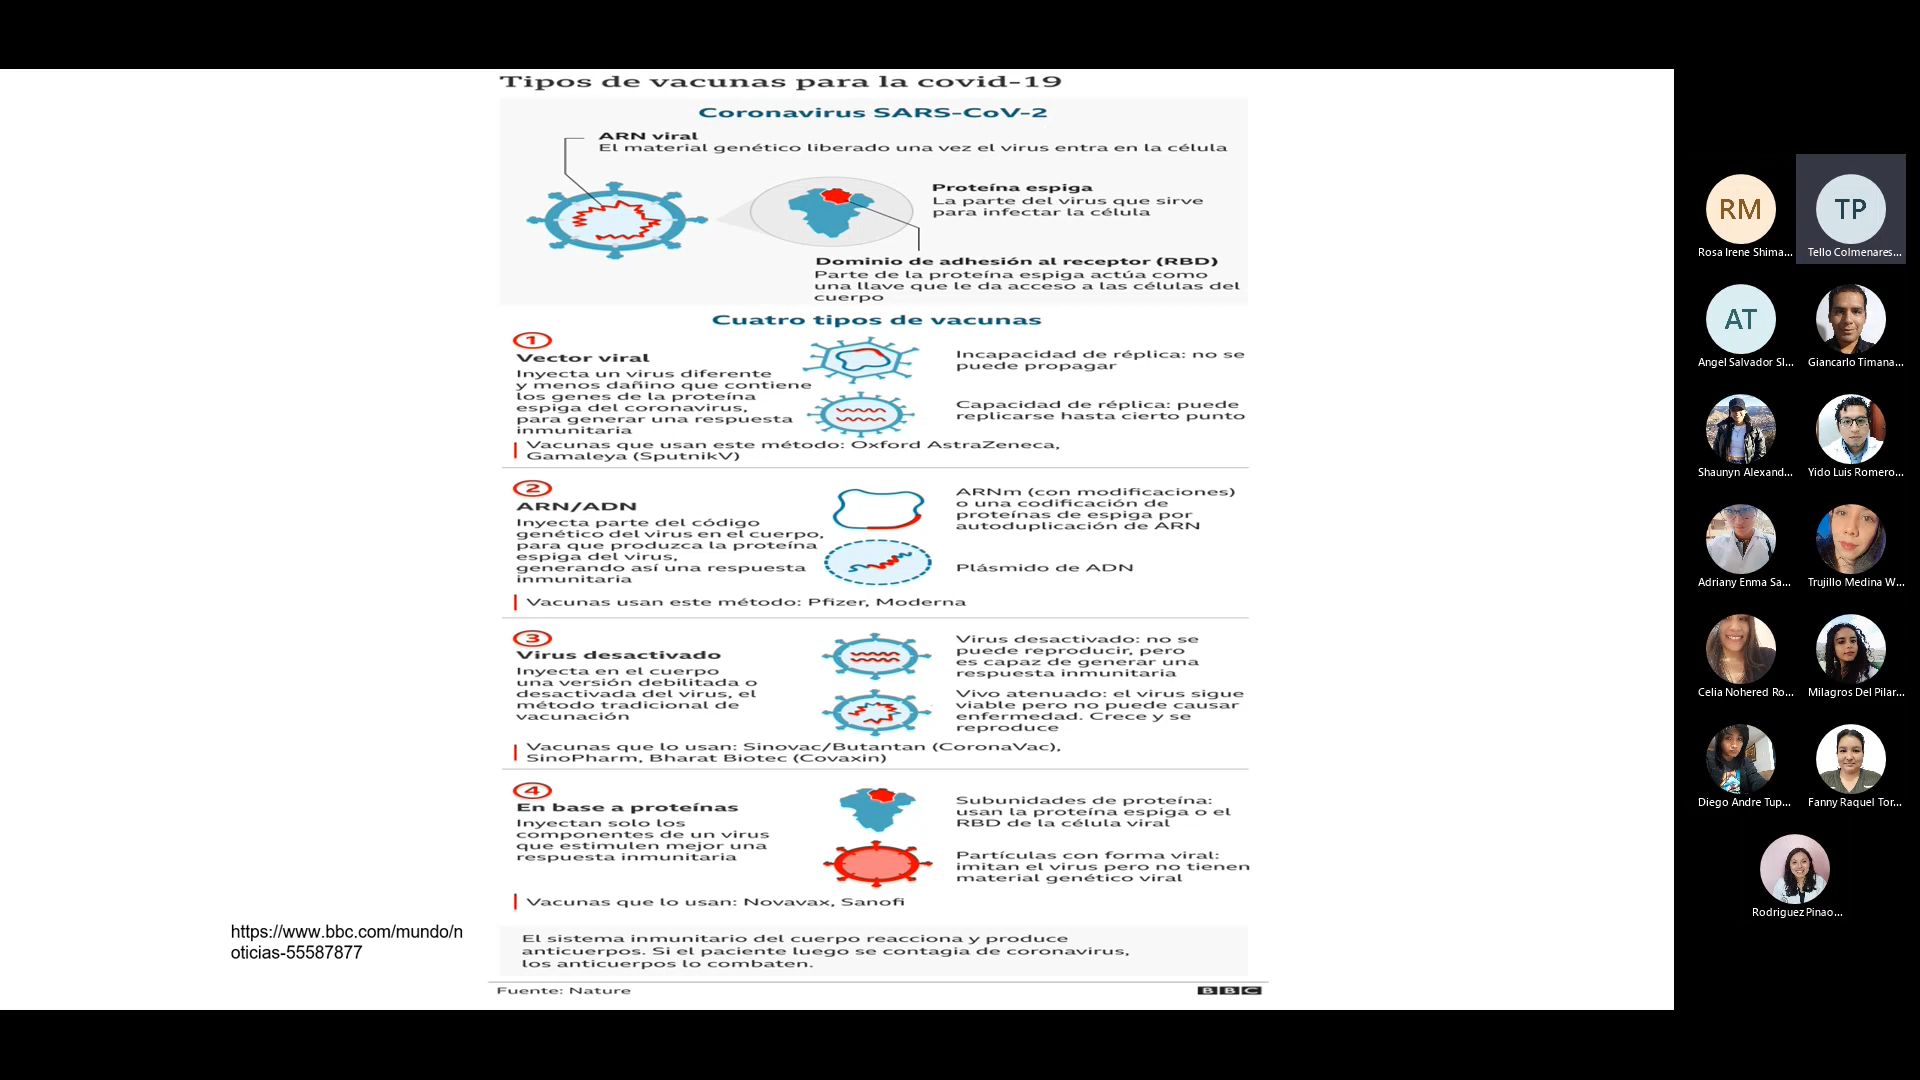 Tipos de vacunas para la covid-19
Coronavirus SARS-CoV-2
ARN viral
El material genético liberado una vez el virus entra en la célula
Proteína espiga
La parte del virus que sirve
para infectar la célula
Dominio de adhesión al receptor (RBD)
Parte de la proteína espiga actúa como
una llave que le da acceso a las células del
cuerpo
Cuatro tipos de vacunas
1
Vector viral
Inyecta un virus diferente
y menos dañino que contiene
los genes de la proteína
espiga del coronavirus,
para generar una respuesta
inmunitaria
Incapacidad de réplica: no se
puede propagar
Capacidad de réplica: puede
replicarse hasta cierto punto
Vacunas que usan este método: Oxford AstraZeneca,
Gamaleya (SputnikV)
2
ARN/ADN
Inyecta parte del código
genético del virus en el cuerpo,
para que produzca la proteína
espiga del virus,
generando así una respuesta
inmunitaria
ARNm (con modificaciones)
o una codificación de
proteínas de espiga por
autoduplicación de ARN
Plásmido de ADN
Vacunas usan este método: Pfizer, Moderna
3
Virus desactivado
Inyecta en el cuerpo
una versión debilitada o
desactivada del virus, el
método tradicional de
vacunación
Virus desactivado: no se
puede reproducir, pero
es capaz de generar una
respuesta inmunitaria
Vivo atenuado: el virus sigue
viable pero no puede causar
enfermedad. Crece y se
reproduce
Vacunas que lo usan: Sinovac/Butantan (CoronaVac),
SinoPharm, Bharat Biotec (Covaxin)
4
En base a proteínas
Inyectan solo los
componentes de un virus
que estimulen mejor una
respuesta inmunitaria
Subunidades de proteína:
usan la proteína espiga o el
RBD de la célula viral
Partículas con forma viral:
imitan el virus pero no tienen
material genético viral
Vacunas que lo usan: Novavax, Sanofi
El sistema inmunitario del cuerpo reacciona y produce
anticuerpos. Si el paciente luego se contagia de coronavirus,
los anticuerpos lo combaten.
Fuente: Nature
BBC
https://www.bbc.com/mundo/n
oticias-55587877
RM
Rosa Irene Shima...
TP
Tello Colmenares...
AT
Angel Salvador Sl...
Giancarlo Timana...
Shaunyn Alexand...
Yido Luis Romero...
Adriany Enma Sa...
Trujillo Medina W...
Celia Nohered Ro...
Milagros Del Pilar...
Diego Andre Tup...
Fanny Raquel Tor...
Rodriguez Pinao...